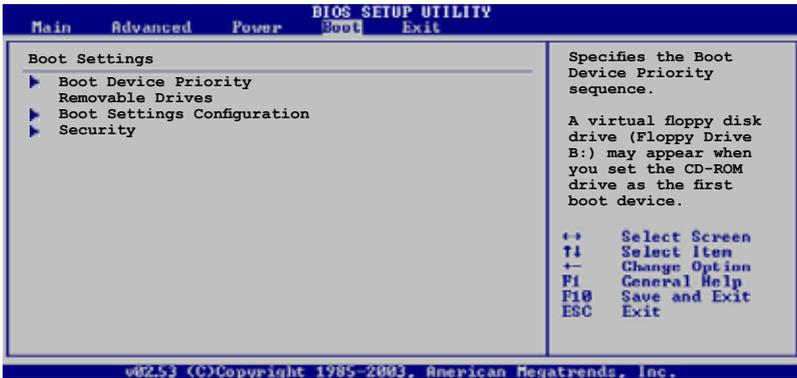 BIOS SETUP UTILITY
Main Advanced Power Boot Exit
Boot Settings
Boot Device Priority
Removable Drives
Boot Settings Configuration
Security
Specifies the Boot
Device Priority
sequence.
A virtual floppy disk
drive (Floppy Drive
B:) may appear when
you set the CD-ROM
drive as the first
boot device.
↔ Select Screen
↑↓ Select Item
+- Change Option
F1 General Help
F10 Save and Exit
ESC Exit
v02.53 (C)Copyright 1985-2003, American Megatrends, Inc.